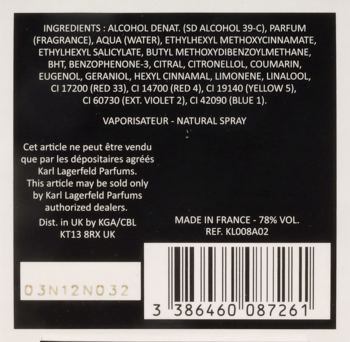 INGREDIENTS : ALCOHOL DENAT. (SD ALCOHOL 39-C), PARFUM
(FRAGRANCE), AQUA (WATER), ETHYLHEXYL METHOXYCINNAMATE,
ETHYLHEXYL SALICYLATE, BUTYL METHOXYDIBENZOYLMETHANE,
BHT, BENZOPHENONE-3, CITRAL, CITRONELLOL, COUMARIN,
EUGENOL, GERANIOL, HEXYL CINNAMAL, LIMONENE, LINALOOL,
CI 17200 (RED 33), CI 14700 (RED 4), CI 19140 (YELLOW 5),
CI 60730 (EXT. VIOLET 2), CI 42090 (BLUE 1).
VAPORISATEUR - NATURAL SPRAY
Cet article ne peut être vendu
que par les dépositaires agréés
Karl Lagerfeld Parfums.
This article may be sold only
by Karl Lagerfeld Parfums
authorized dealers.
Dist. in UK by KGA/CBL
KT13 8RX UK
MADE IN FRANCE - 78% VOL.
REF. KL008A02
03N12N032
3 386460 087261